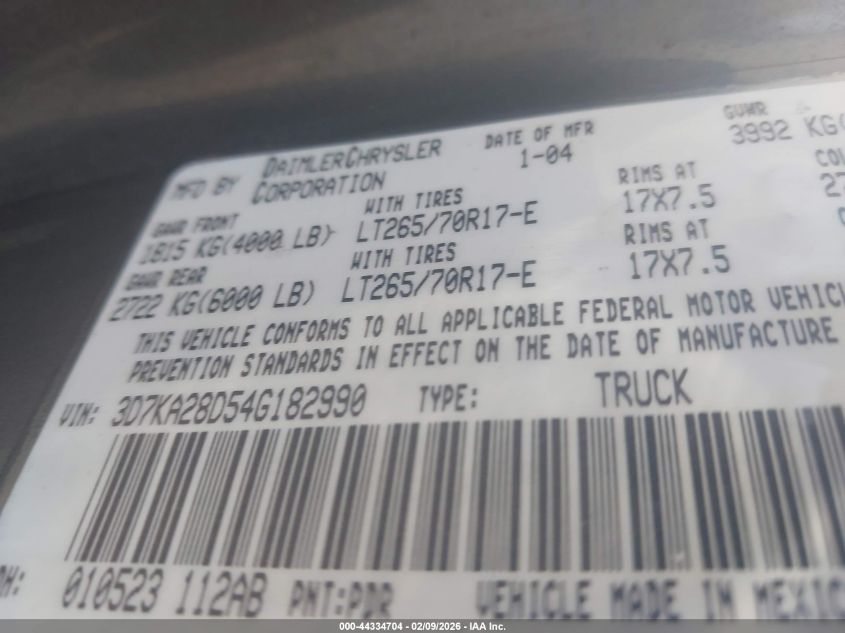 MFD BY DAIMLERCHRYSLER CORPORATION DATE OF MFR 1-04 GVWR 3992 KG(
GAWR FRONT WITH TIRES RIMS AT
1815 KG(4000 LB) LT265/70R17-E 17X7.5
GAWR REAR WITH TIRES RIMS AT
2722 KG(6000 LB) LT265/70R17-E 17X7.5
THIS VEHICLE CONFORMS TO ALL APPLICABLE FEDERAL MOTOR
PREVENTION STANDARDS IN EFFECT ON THE DATE OF MANUFACTURE
VIN: 3D7KA28D54G182990 TYPE: TRUCK
010523 112AB PNT:PDR VEHICLE MADE IN MEXIC
000-44334704 - 02/09/2026 - IAA Inc.